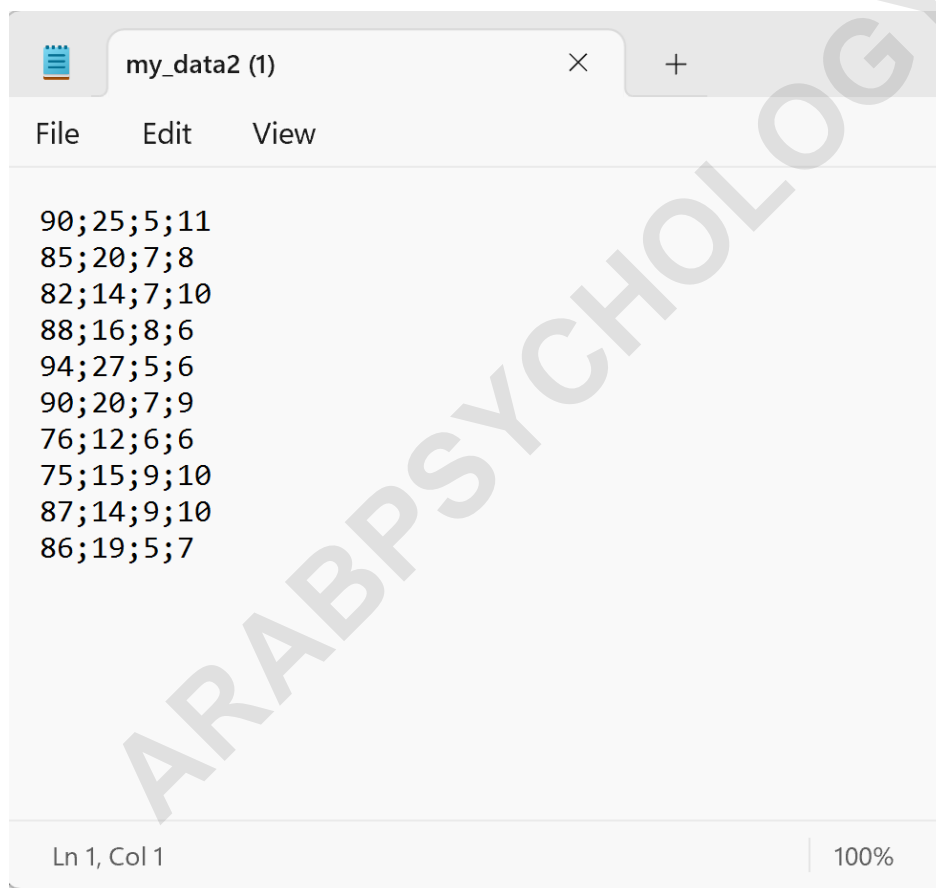 my_data2 (1)
File Edit View
90;25;5;11
85;20;7;8
82;14;7;10
88;16;8;6
94;27;5;6
90;20;7;9
76;12;6;6
75;15;9;10
87;14;9;10
86;19;5;7
ARABPSYCHOLOGY
Ln 1, Col 1
100%